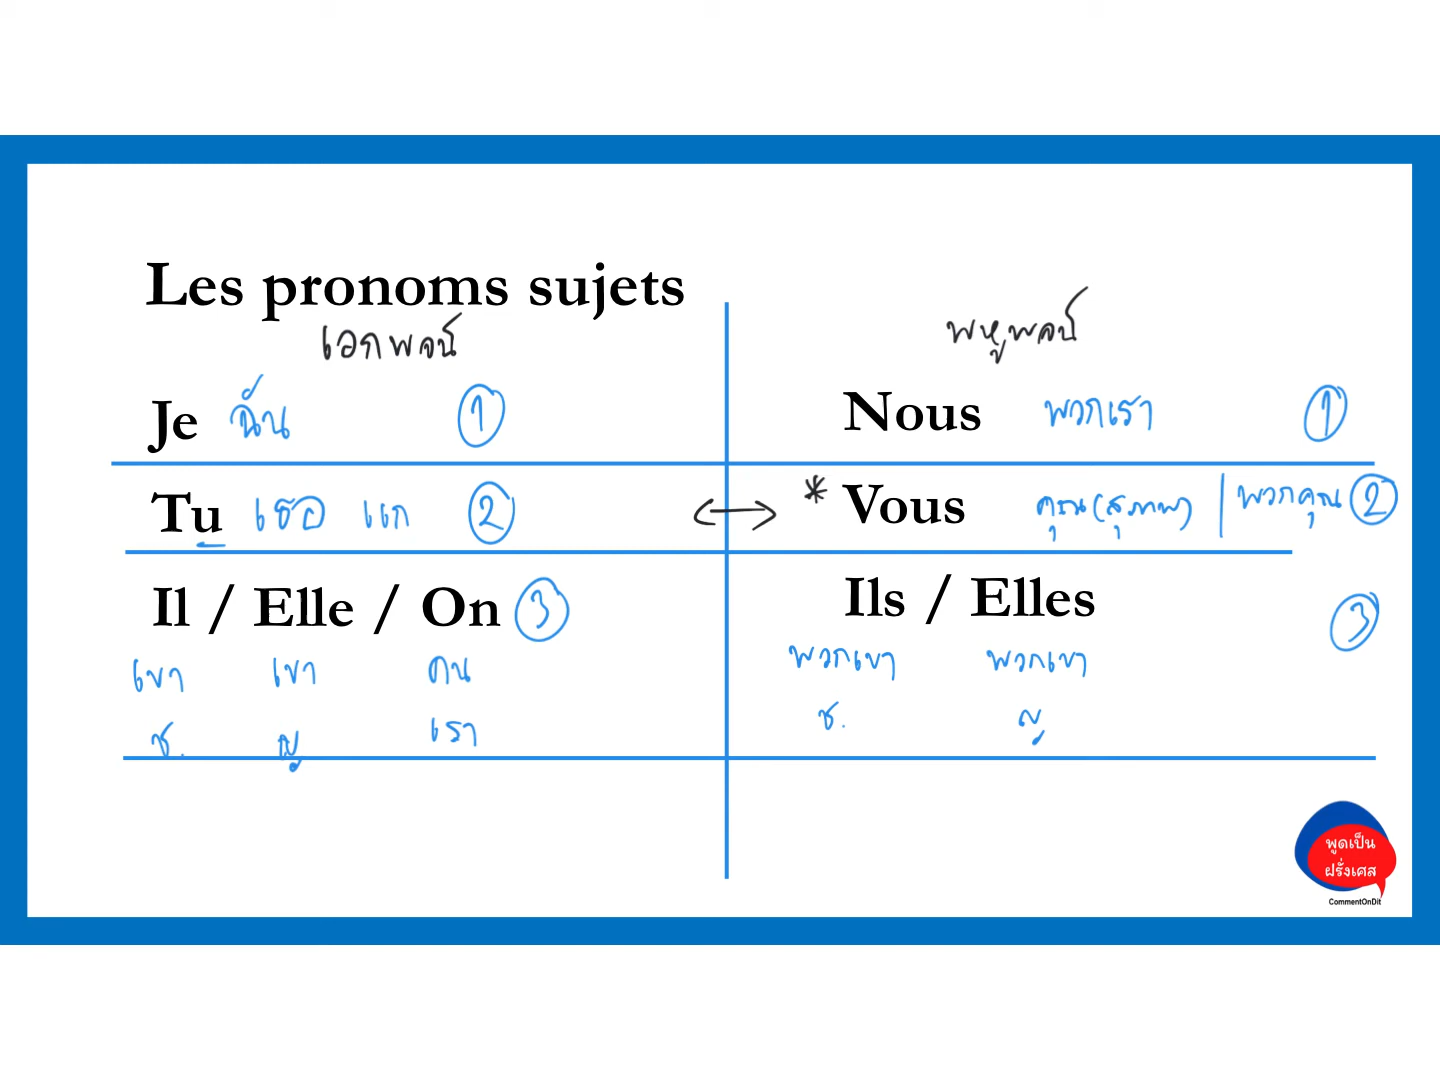 Les pronoms sujets
เอกพจน์ พหูพจน์
Je ฉัน 1 Nous พวกเรา 1
Tu เธอ แก 2 * Vous คุณ (สุภาพ) | พวกคุณ 2
Il / Elle / On 3 Ils / Elles 3
เขา เขา คน พวกเขา พวกเขา
ช. ญ เรา ช. ญ
พูดเป็น
ฝรั่งเศส
CommentOnDit